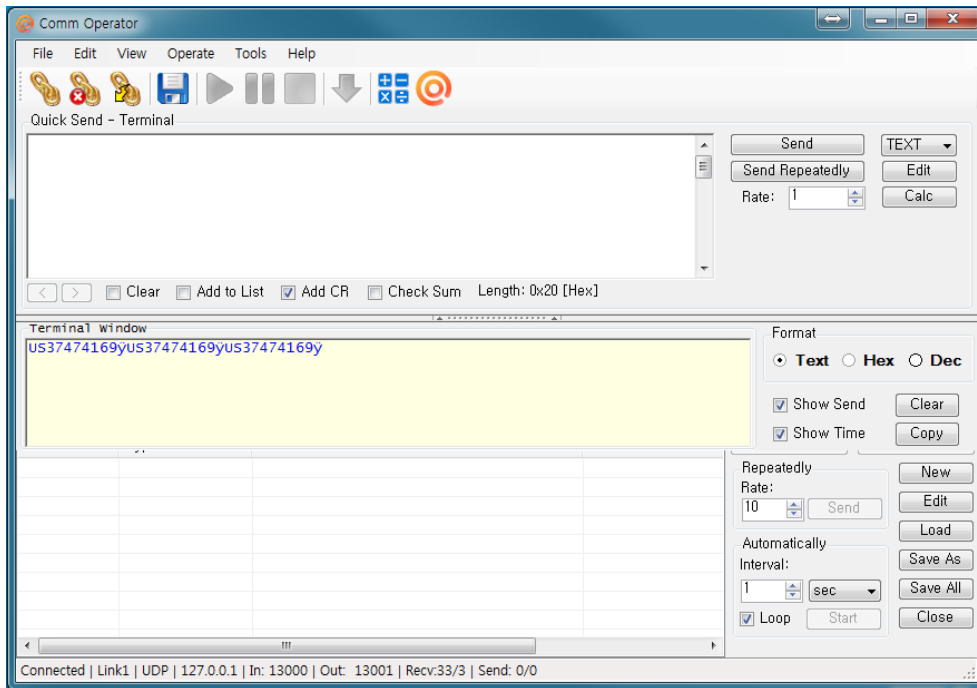 Comm Operator
File Edit View Operate Tools Help
Quick Send - Terminal
Send TEXT
Send Repeatedly Edit
Rate: 1 Calc
< > Clear Add to List Add CR Check Sum Length: 0x20 [Hex]
Terminal Window
US37474169ÿUS37474169ÿUS37474169ÿ
Format
Text Hex Dec
Show Send Clear
Show Time Copy
Repeatedly New
Rate:
10 Send Edit
Load
Automatically
Interval: Save As
1 sec Save All
Loop Start Close
Connected | Link1 | UDP | 127.0.0.1 | In: 13000 | Out: 13001 | Recv:33/3 | Send: 0/0